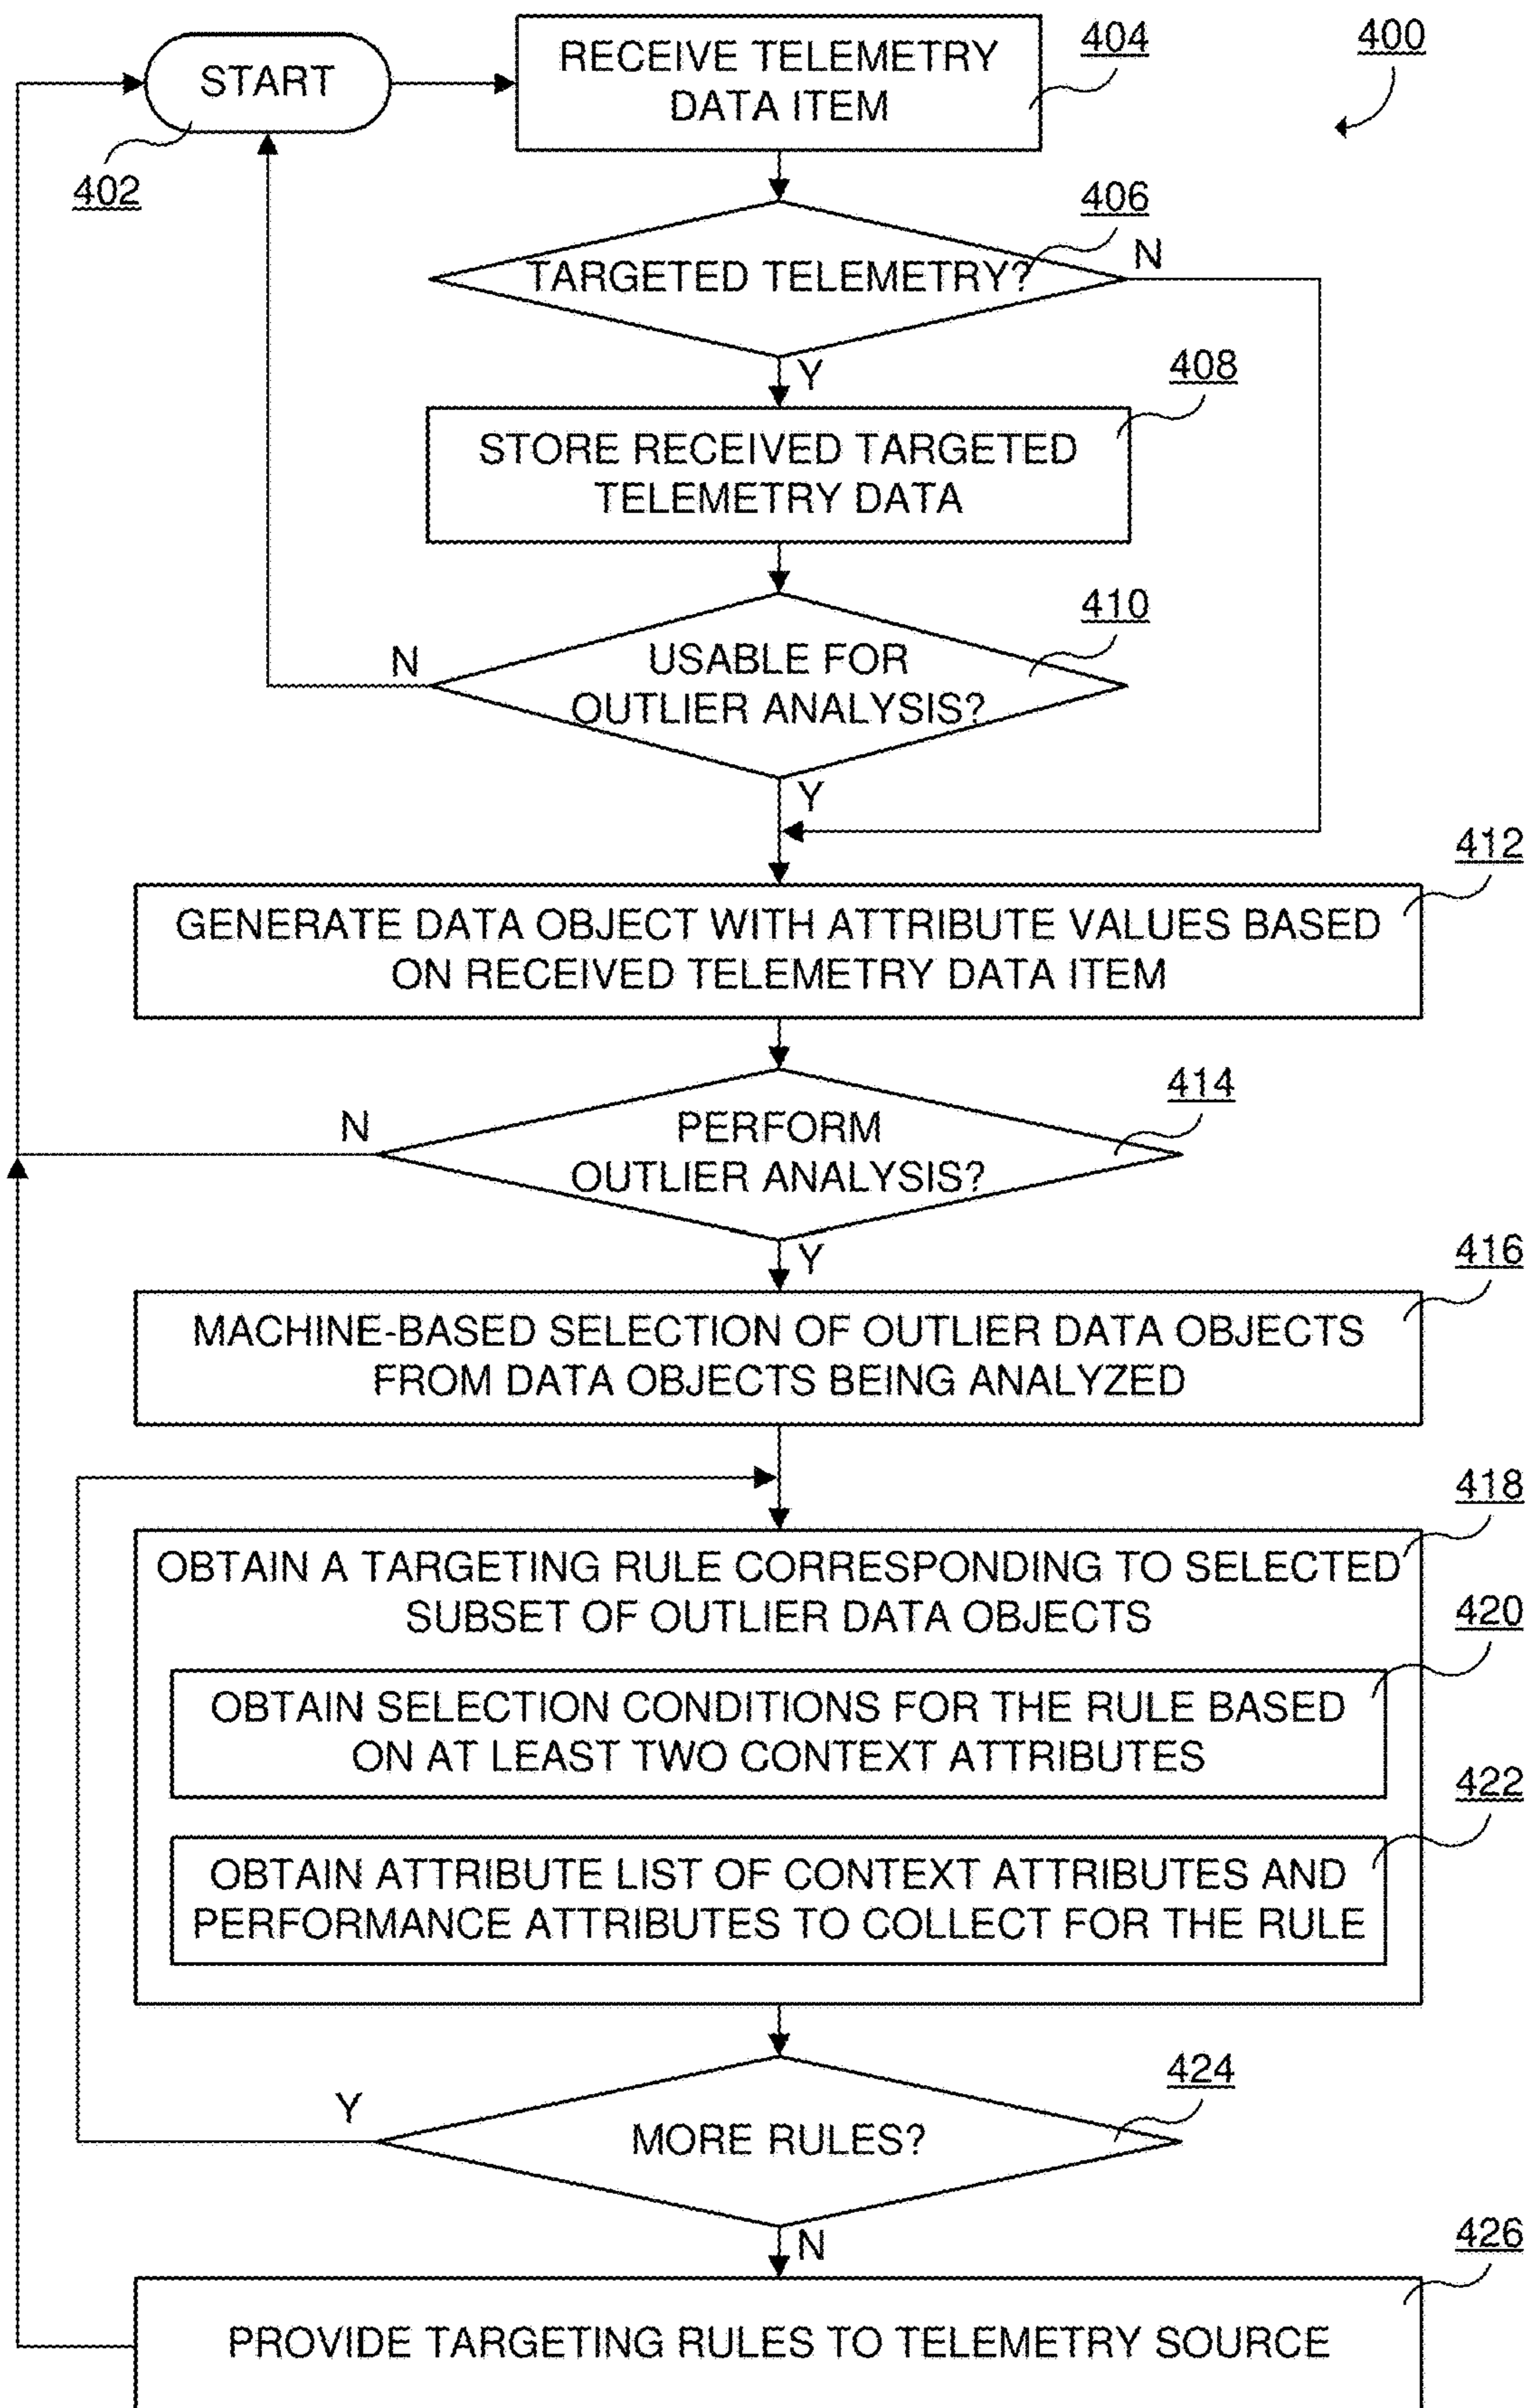 START
RECEIVE TELEMETRY
DATA ITEM
404
400
402
406
TARGETED TELEMETRY?
N
Y
408
STORE RECEIVED TARGETED
TELEMETRY DATA
410
N
USABLE FOR
OUTLIER ANALYSIS?
Y
412
GENERATE DATA OBJECT WITH ATTRIBUTE VALUES BASED
ON RECEIVED TELEMETRY DATA ITEM
414
N
PERFORM
OUTLIER ANALYSIS?
Y
416
MACHINE-BASED SELECTION OF OUTLIER DATA OBJECTS
FROM DATA OBJECTS BEING ANALYZED
418
OBTAIN A TARGETING RULE CORRESPONDING TO SELECTED
SUBSET OF OUTLIER DATA OBJECTS
420
OBTAIN SELECTION CONDITIONS FOR THE RULE BASED
ON AT LEAST TWO CONTEXT ATTRIBUTES
422
OBTAIN ATTRIBUTE LIST OF CONTEXT ATTRIBUTES AND
PERFORMANCE ATTRIBUTES TO COLLECT FOR THE RULE
424
Y
MORE RULES?
N
426
PROVIDE TARGETING RULES TO TELEMETRY SOURCE